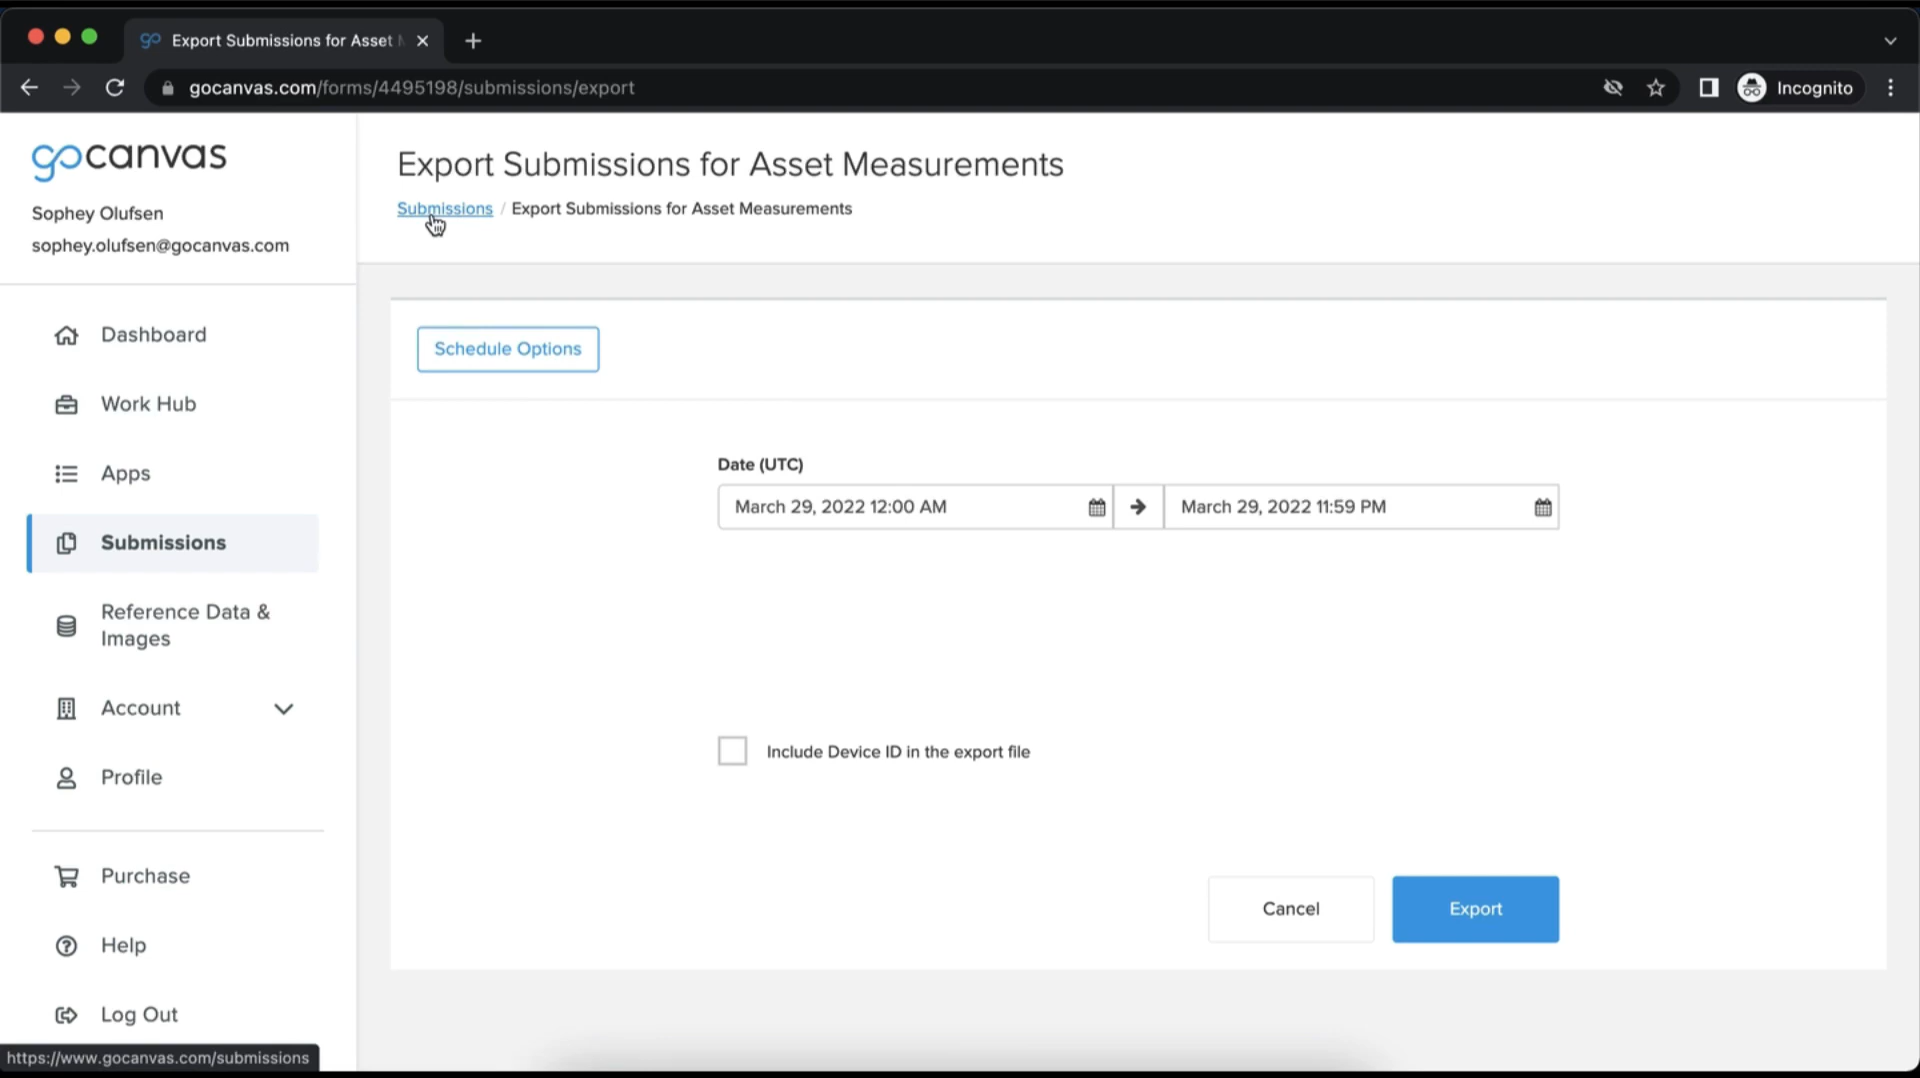 Export Submissions for Asset
gocanvas.com/forms/4495198/submissions/export
Incognito
gocanvas
Sophey Olufsen
sophey.olufsen@gocanvas.com
Export Submissions for Asset Measurements
Submissions / Export Submissions for Asset Measurements
Dashboard
Work Hub
Apps
Submissions
Reference Data &
Images
Account
Profile
Purchase
Help
Log Out
Schedule Options
Date (UTC)
March 29, 2022 12:00 AM
March 29, 2022 11:59 PM
Include Device ID in the export file
Cancel
Export
https://www.gocanvas.com/submissions